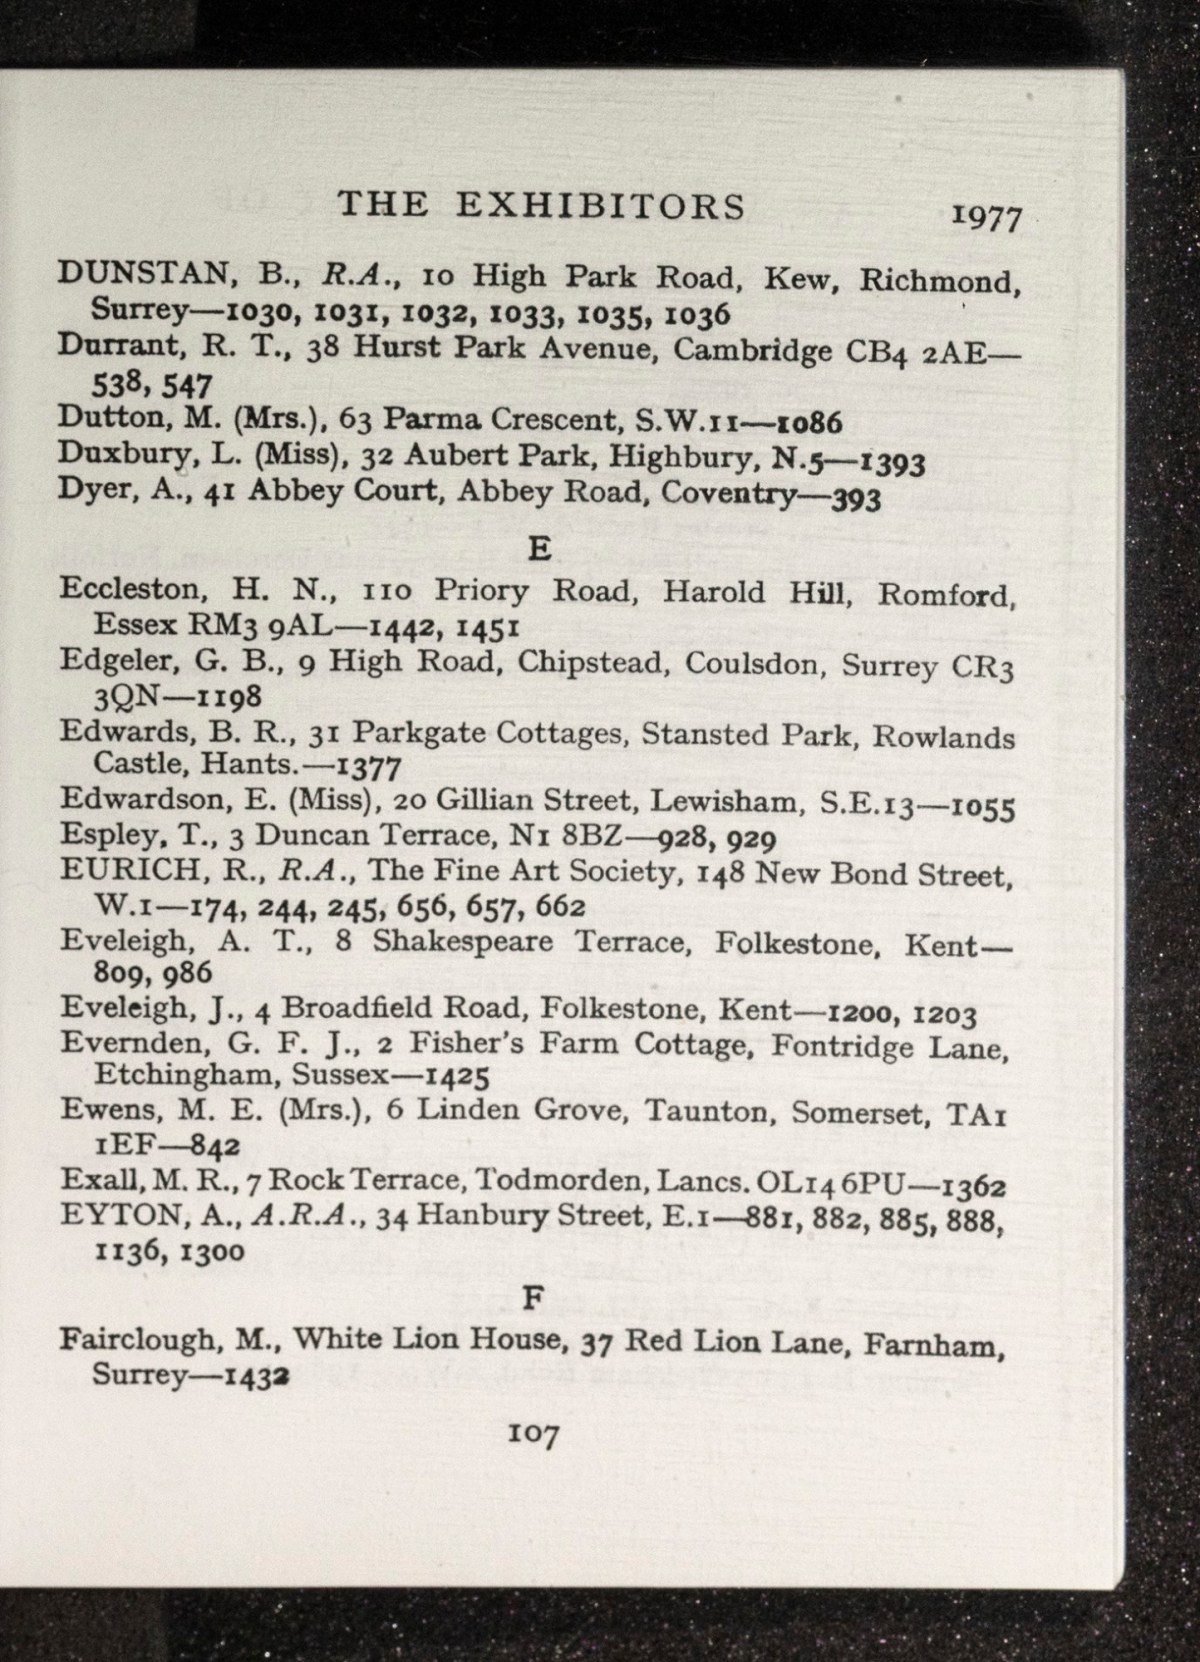 THE EXHIBITORS 1977
DUNSTAN, B., R.A., 10 High Park Road, Kew, Richmond,
Surrey—1030, 1031, 1032, 1033, 1035, 1036
Durrant, R. T., 38 Hurst Park Avenue, Cambridge CB4 2AE—
538, 547
Dutton, M. (Mrs.), 63 Parma Crescent, S.W.11—1086
Duxbury, L. (Miss), 32 Aubert Park, Highbury, N.5—1393
Dyer, A., 41 Abbey Court, Abbey Road, Coventry—393
E
Eccleston, H. N., 110 Priory Road, Harold Hill, Romford,
Essex RM3 9AL—1442, 1451
Edgeler, G. B., 9 High Road, Chipstead, Coulsdon, Surrey CR3
3QN—1198
Edwards, B. R., 31 Parkgate Cottages, Stansted Park, Rowlands
Castle, Hants.—1377
Edwardson, E. (Miss), 20 Gillian Street, Lewisham, S.E.13—1055
Espley, T., 3 Duncan Terrace, N1 8BZ—928, 929
EURICH, R., R.A., The Fine Art Society, 148 New Bond Street,
W.1—174, 244, 245, 656, 657, 662
Eveleigh, A. T., 8 Shakespeare Terrace, Folkestone, Kent—
809, 986
Eveleigh, J., 4 Broadfield Road, Folkestone, Kent—1200, 1203
Evernden, G. F. J., 2 Fisher's Farm Cottage, Fontridge Lane,
Etchingham, Sussex—1425
Ewens, M. E. (Mrs.), 6 Linden Grove, Taunton, Somerset, TA1
1EF—842
Exall, M. R., 7 Rock Terrace, Todmorden, Lancs. OL14 6PU—1362
EYTON, A., A.R.A., 34 Hanbury Street, E.1—881, 882, 885, 888,
1136, 1300
F
Fairclough, M., White Lion House, 37 Red Lion Lane, Farnham,
Surrey—1432
107